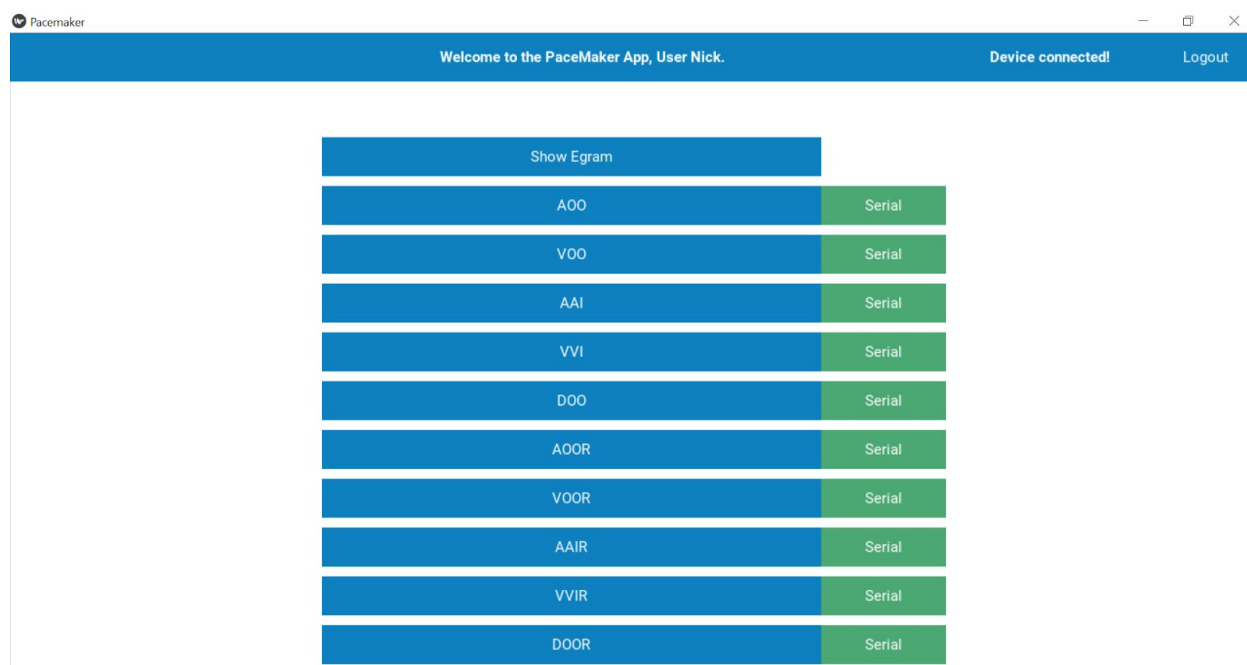 Pacemaker
Welcome to the PaceMaker App, User Nick. Device connected! Logout
Show Egram
AOO Serial
VOO Serial
AAI Serial
VVI Serial
DOO Serial
AOOR Serial
VOOR Serial
AAIR Serial
VVIR Serial
DOOR Serial